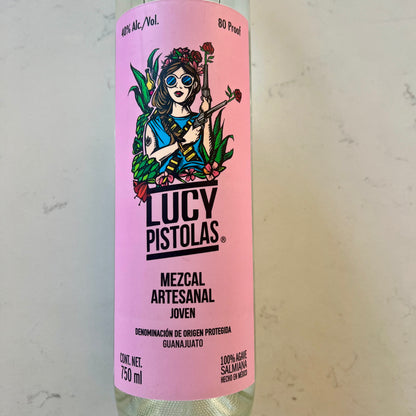 40% Alc./Vol. 80 Proof
LUCY
PISTOLAS®
MEZCAL
ARTESANAL
JOVEN
DENOMINACIÓN DE ORIGEN PROTEGIDA
GUANAJUATO
CONT. NET.
750 ml
100% AGAVE
SALMIANA
HECHO EN MÉXICO